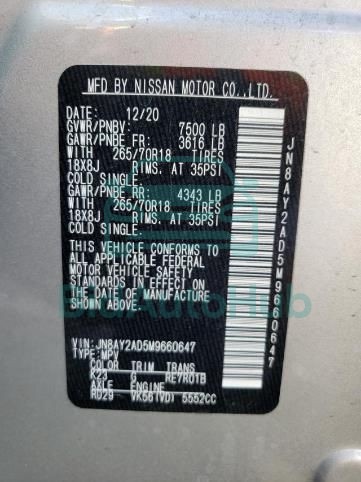 MFD BY NISSAN MOTOR CO.,LTD.
DATE: 12/20
GVWR/PNBV: 7500 LB
GAWR/PNBE FR: 3616 LB
WITH 265/70R18 TIRES
18X8J RIMS. AT 35PSI
COLD SINGLE.
GAWR/PNBE RR: 4343 LB
WITH 265/70R18 TIRES
18X8J RIMS. AT 35PSI
COLD SINGLE.
THIS VEHICLE CONFORMS TO
ALL APPLICABLE FEDERAL
MOTOR VEHICLE SAFETY
STANDARDS IN EFFECT ON
THE DATE OF MANUFACTURE
SHOWN ABOVE.
VIN: JN8AY2AD5M9660647
TYPE: MPV
COLOR TRIM TRANS
K23 G RE7R01B
AXLE ENGINE
RD29 VK56(VD) 5552CC
JN8AY2AD5M9660647
BidAutoHub